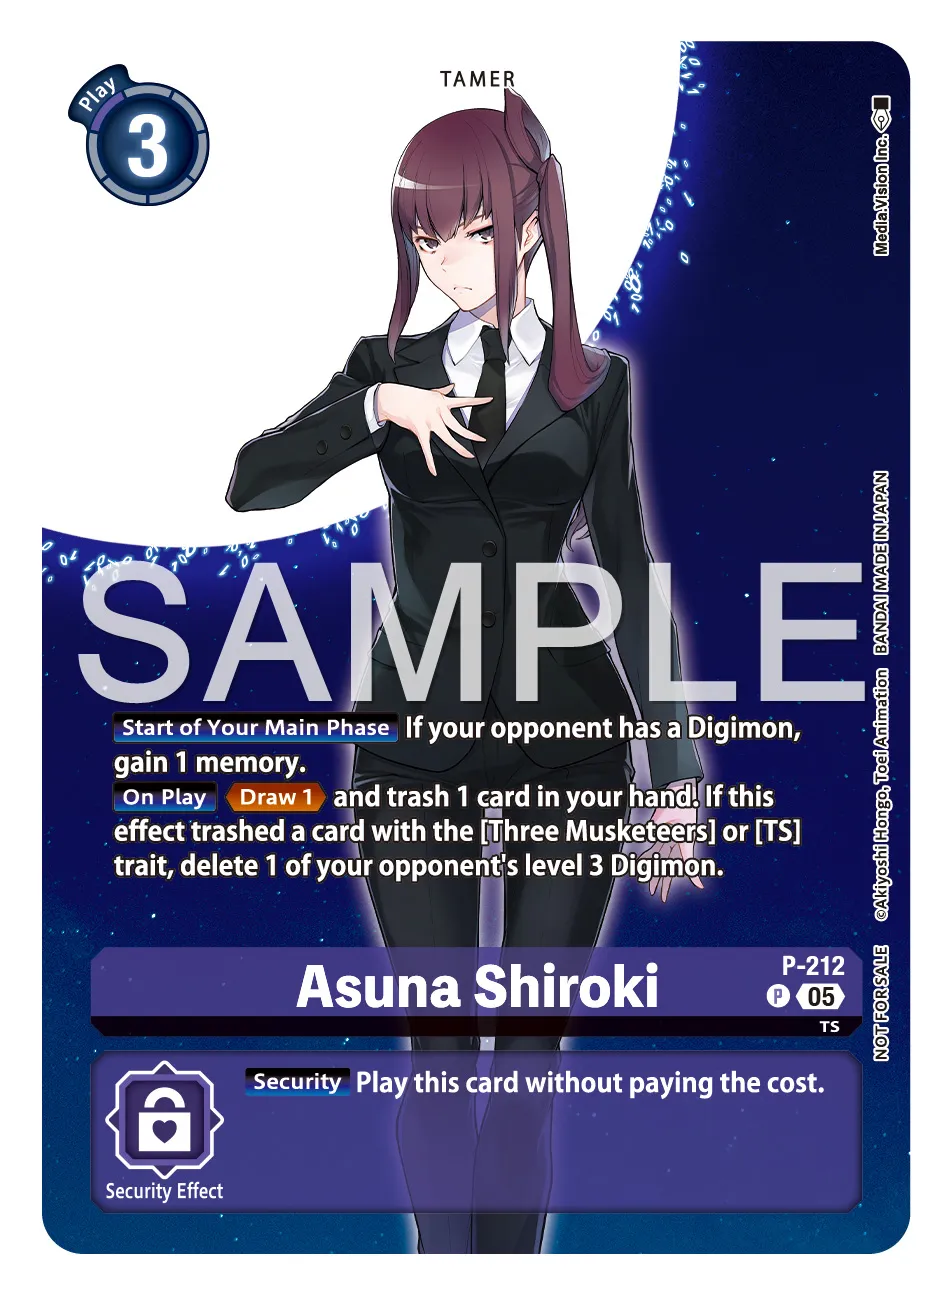 TAMER
Play
3
Media.Vision Inc.
SAMPLE
Start of Your Main Phase If your opponent has a Digimon,
gain 1 memory.
On Play Draw 1 and trash 1 card in your hand. If this
effect trashed a card with the [Three Musketeers] or [TS]
trait, delete 1 of your opponent's level 3 Digimon.
©Akiyoshi Hongo, Toei Animation BANDAI MADE IN JAPAN
NOT FOR SALE
Asuna Shiroki
P-212
P 05
TS
Security Play this card without paying the cost.
Security Effect